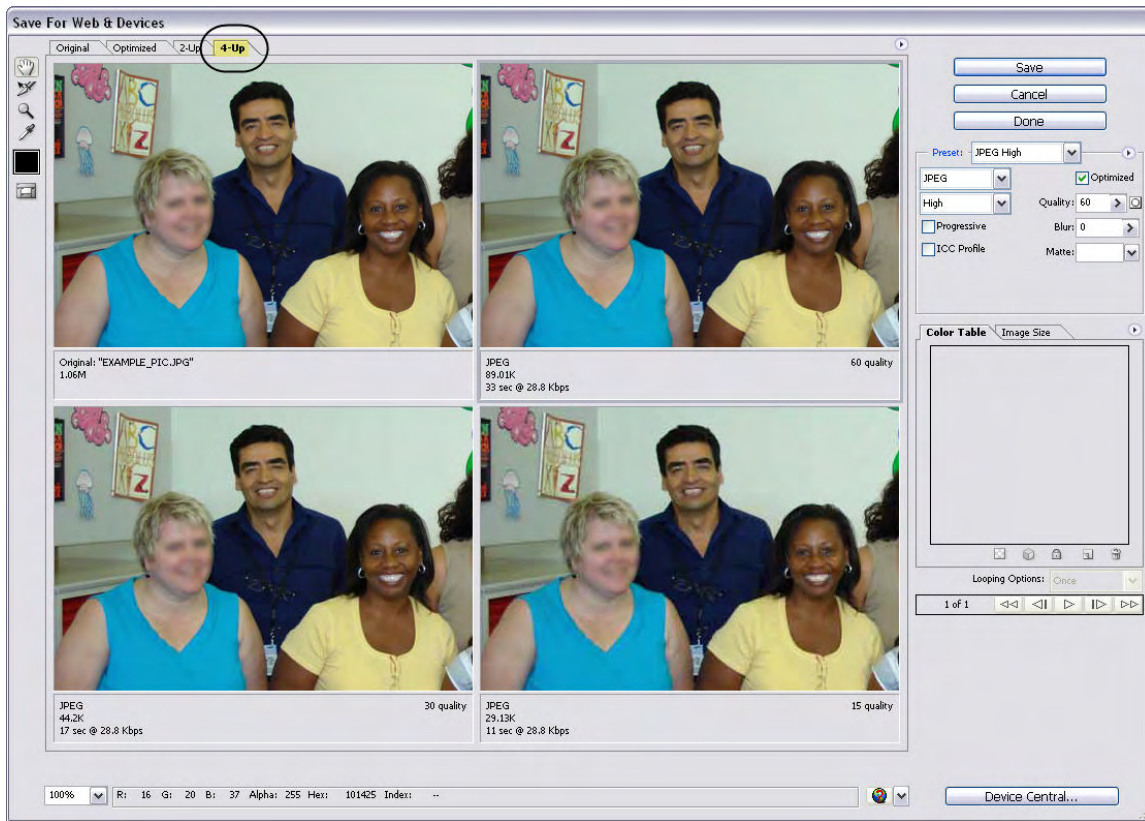 Save For Web & Devices
Original Optimized 2-Up 4-Up
ABC
Z
ABC
Z
Original: "EXAMPLE_PIC.JPG"
1.06M
JPEG 60 quality
89.01K
33 sec @ 28.8 Kbps
ABC
Z
ABC
Z
JPEG 30 quality
44.2K
17 sec @ 28.8 Kbps
JPEG 15 quality
29.13K
11 sec @ 28.8 Kbps
100% R: 16 G: 20 B: 37 Alpha: 255 Hex: 101425 Index: --
Save
Cancel
Done
Preset: JPEG High
JPEG Optimized
High Quality: 60
Progressive Blur: 0
ICC Profile Matte:
Color Table Image Size
Looping Options: Once
1 of 1
Device Central...